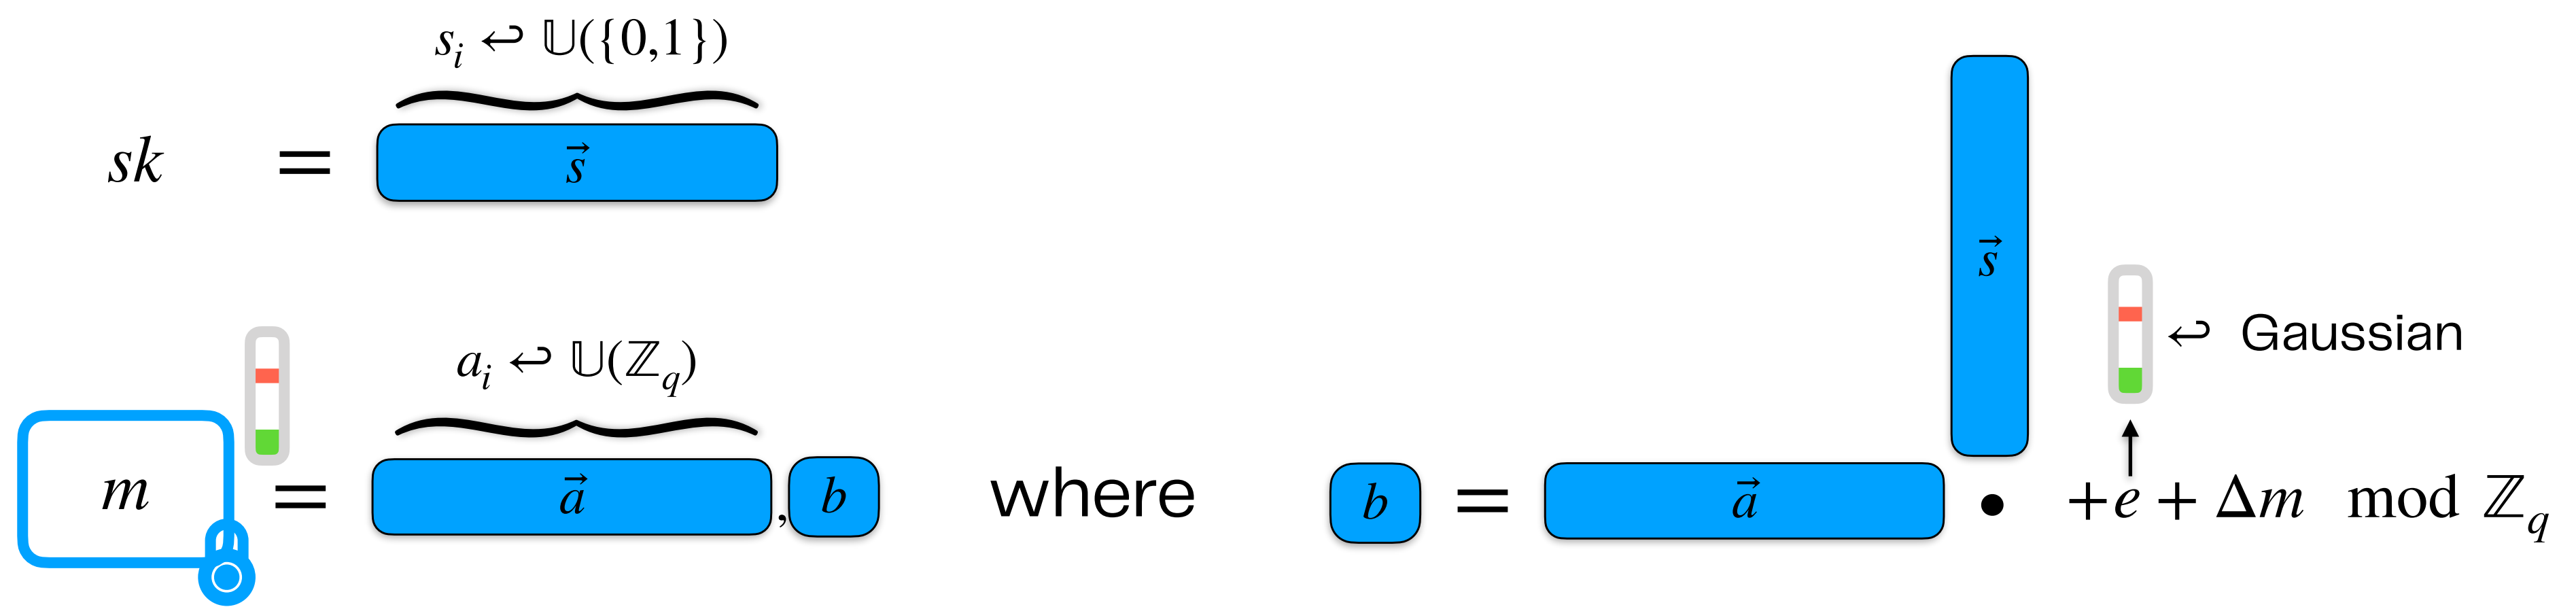 s_i ↩ 𝕌({0,1})
sk = s⃗
s⃗
a_i ↩ 𝕌(ℤ_q)
↩ Gaussian
m = a⃗, b where b = a⃗ • +e + Δm mod ℤ_q